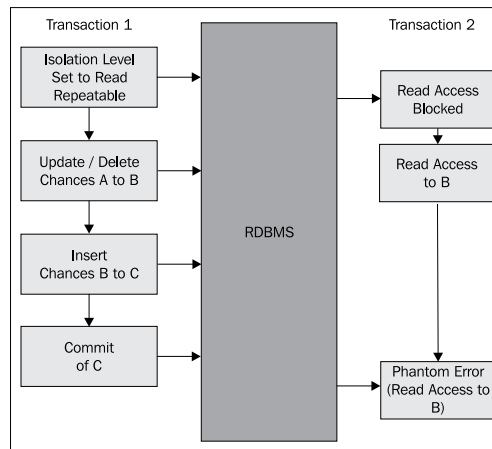 Transaction 1
Transaction 2
Isolation Level
Set to Read
Repeatable
Read Access
Blocked
Update / Delete
Chances A to B
Read Access
to B
RDBMS
Insert
Chances B to C
Commit
of C
Phantom Error
(Read Access to
B)